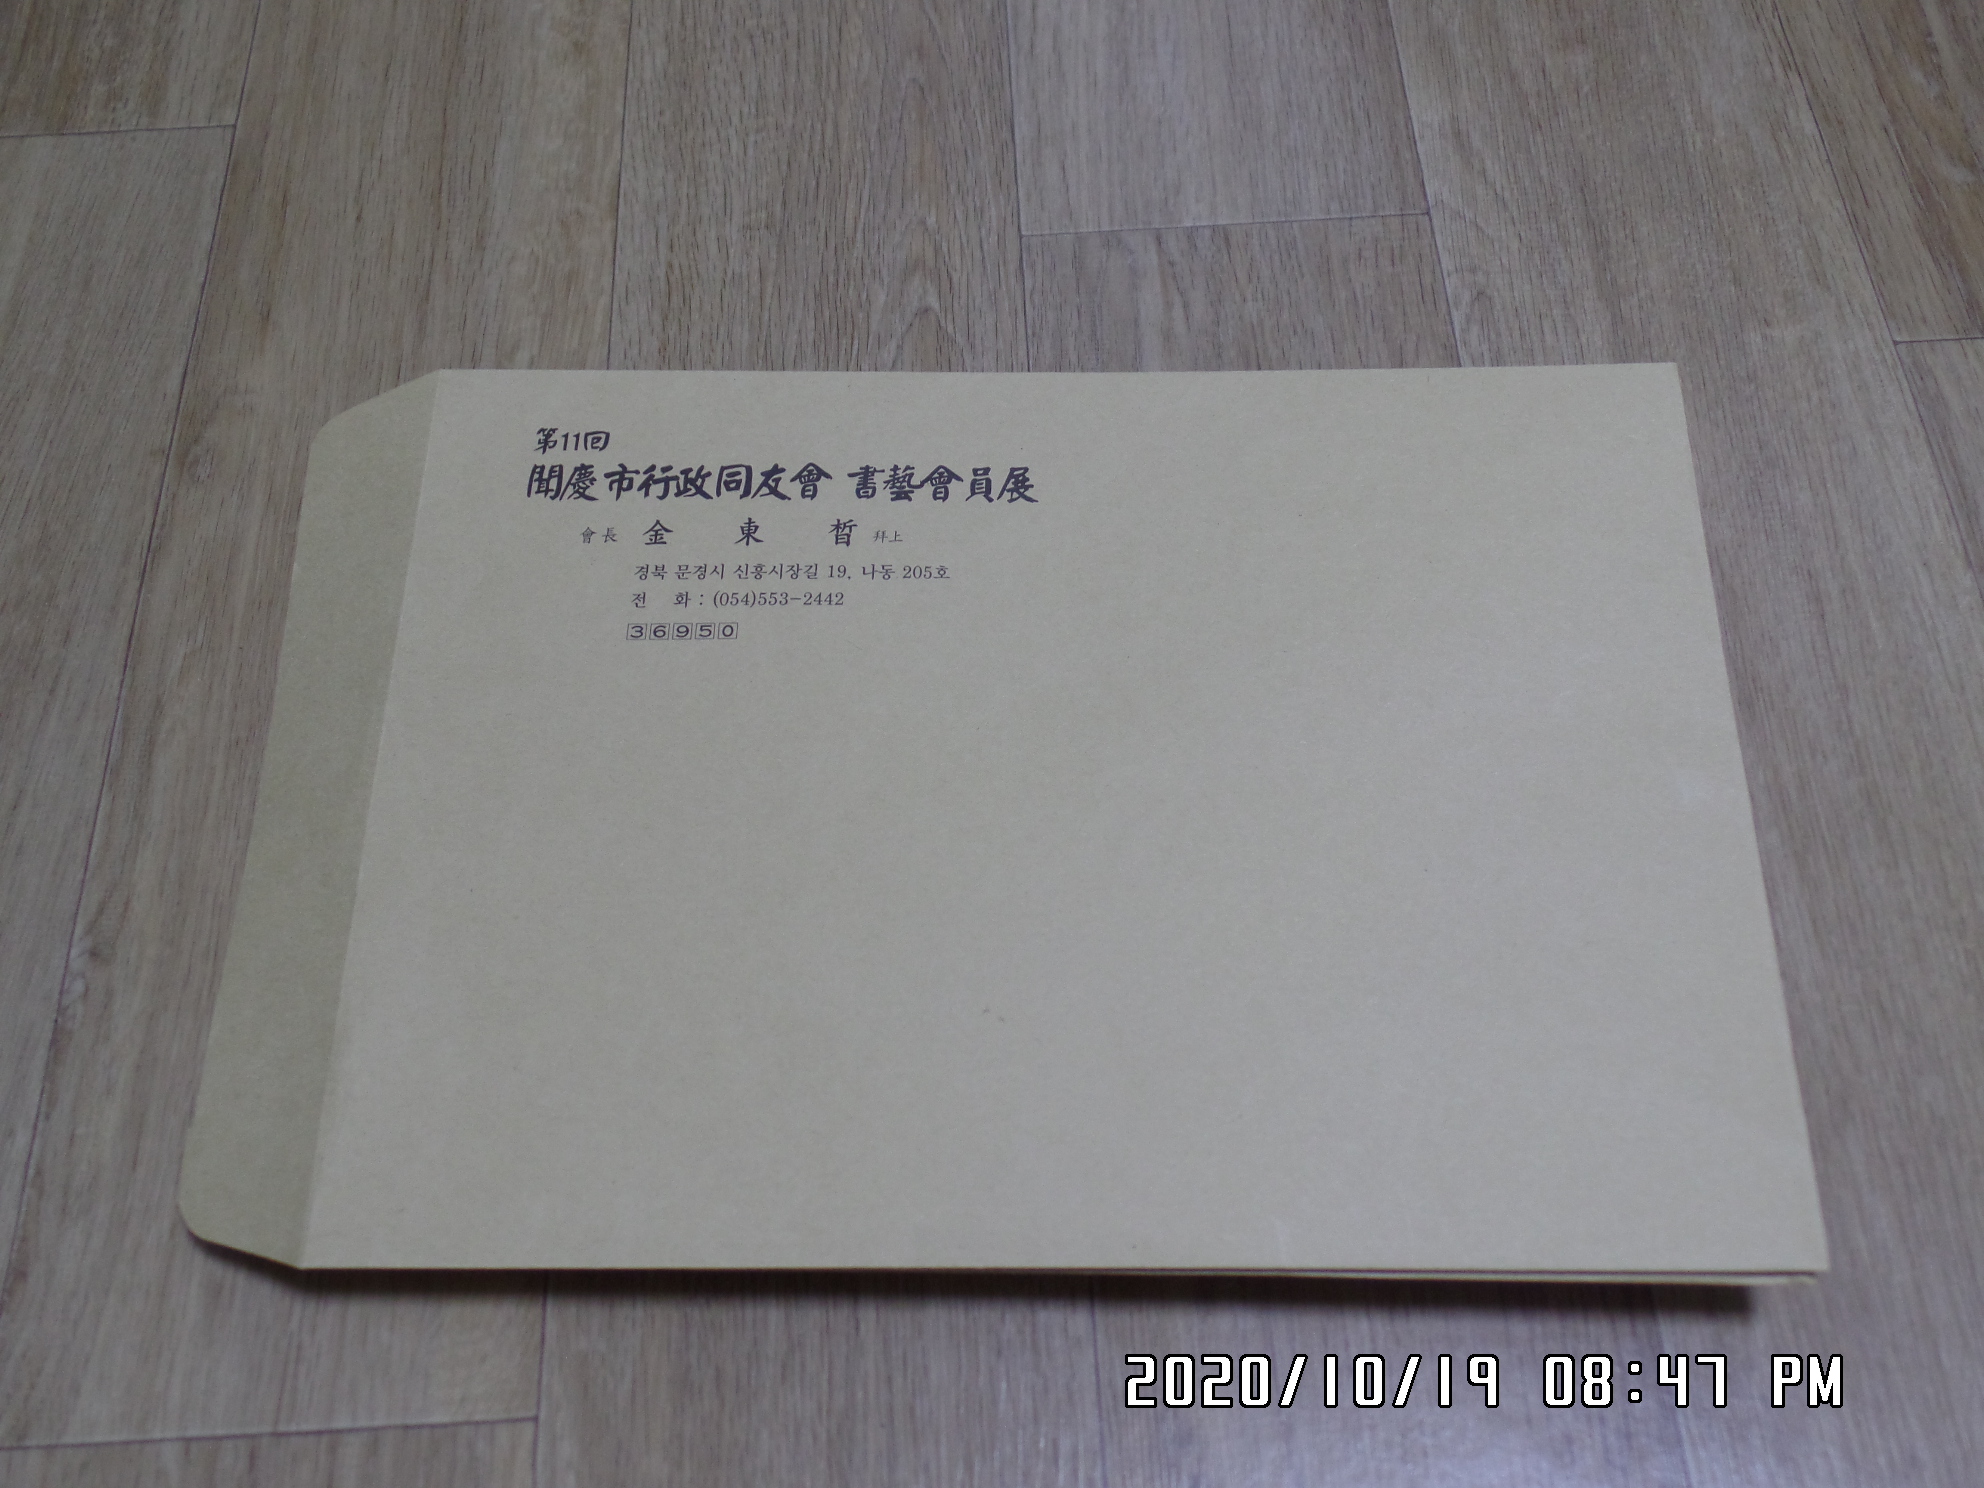 第11回
聞慶市行政同友會 書藝會員展
會長 金 東 晳 拜上
경북 문경시 신흥시장길 19, 나동 205호
전 화 : (054)553-2442
36950
2020/10/19 08:47 PM